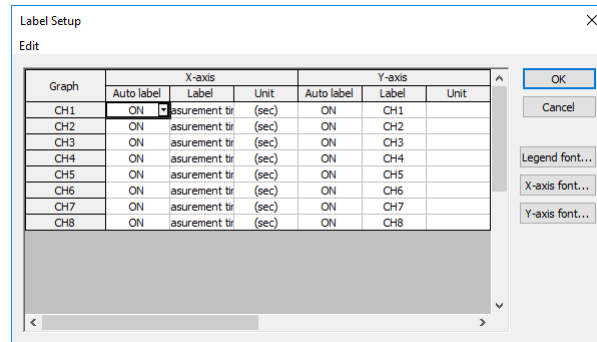 Label Setup
Edit
Graph X-axis Y-axis
Auto label Label Unit Auto label Label Unit
CH1 ON asurement tir (sec) ON CH1
CH2 ON asurement tir (sec) ON CH2
CH3 ON asurement tir (sec) ON CH3
CH4 ON asurement tir (sec) ON CH4
CH5 ON asurement tir (sec) ON CH5
CH6 ON asurement tir (sec) ON CH6
CH7 ON asurement tir (sec) ON CH7
CH8 ON asurement tir (sec) ON CH8
OK
Cancel
Legend font...
X-axis font...
Y-axis font...